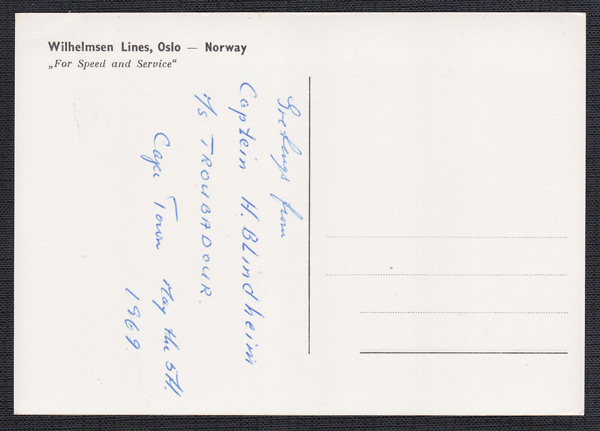 Wilhelmsen Lines, Oslo — Norway
„For Speed and Service“
Greetings from
Captein H. Blindheim
M/S TROUBADOUR.
Cape Town May the 5th.
1969